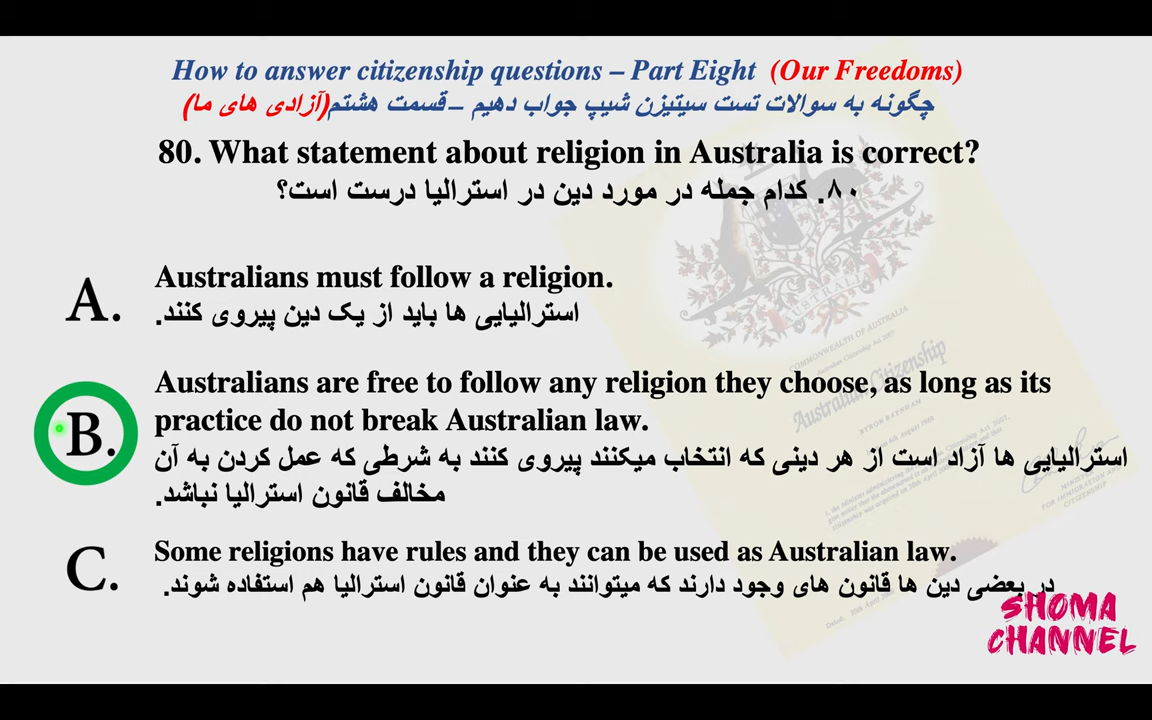 How to answer citizenship questions – Part Eight (Our Freedoms)
چگونه به سوالات تست سیتیزن شیپ جواب دهیم – قسمت هشتم(آزادی های ما)
80. What statement about religion in Australia is correct?
۸۰. کدام جمله در مورد دین در استرالیا درست است؟
A. Australians must follow a religion.
استرالیایی ها باید از یک دین پیروی کنند.
B. Australians are free to follow any religion they choose, as long as its
practice do not break Australian law.
استرالیایی ها آزاد است از هر دینی که انتخاب میکنند پیروی کنند به شرطی که عمل کردن به آن
مخالف قانون استرالیا نباشد.
C. Some religions have rules and they can be used as Australian law.
در بعضی دین ها قانون های وجود دارند که میتوانند به عنوان قانون استرالیا هم استفاده شوند.
SHOMA
CHANNEL
AUSTRALIA
COMMONWEALTH OF AUSTRALIA
Australian Citizenship